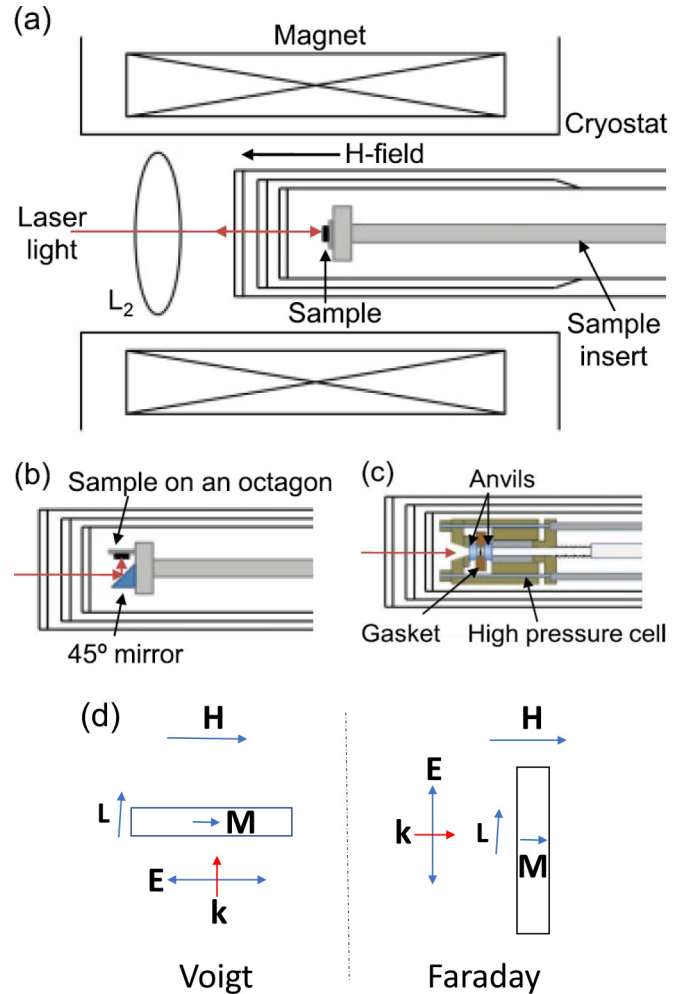 (a)
Magnet
Cryostat
H-field
Laser
light
L2
Sample
Sample
insert
(b)
Sample on an octagon
45º mirror
(c)
Anvils
Gasket
High pressure cell
(d)
H
L
M
E
k
Voigt
H
E
k
L
M
Faraday